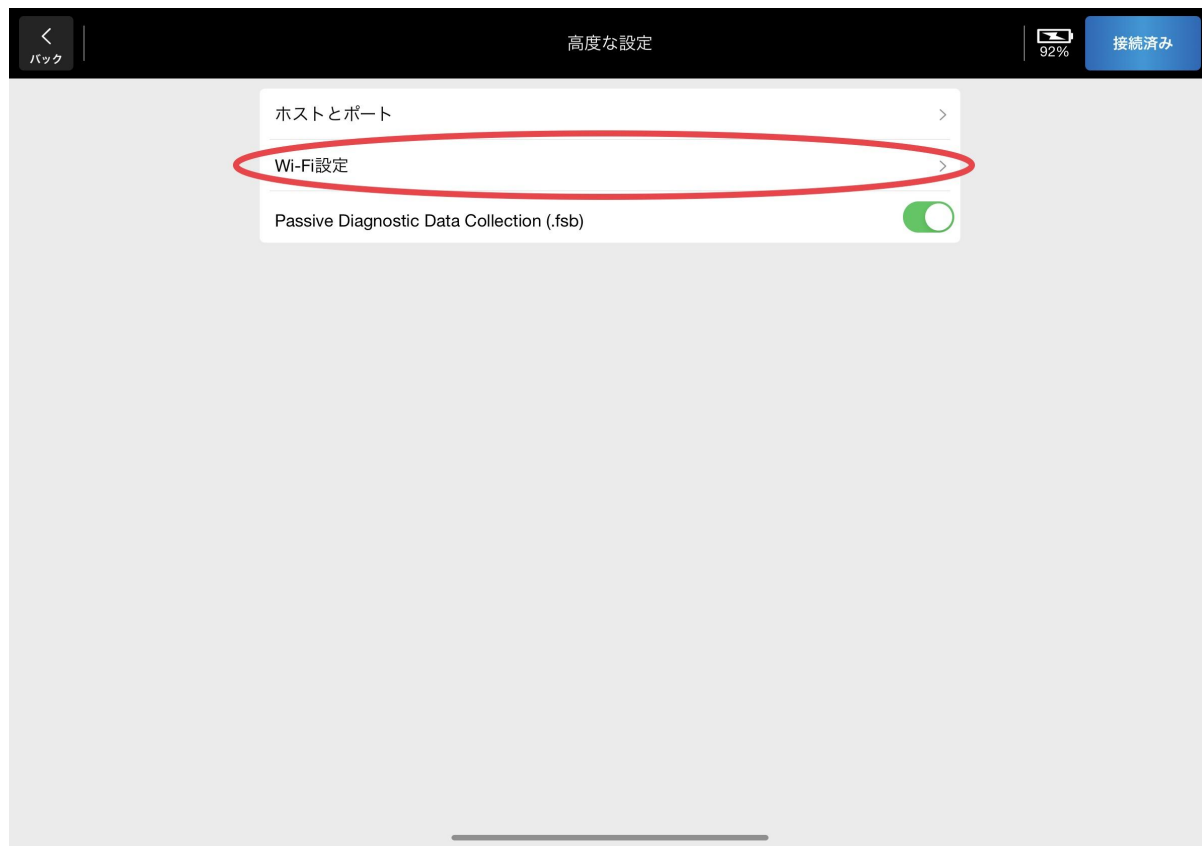 バック
高度な設定
92%
接続済み
ホストとポート
Wi-Fi設定
Passive Diagnostic Data Collection (.fsb)